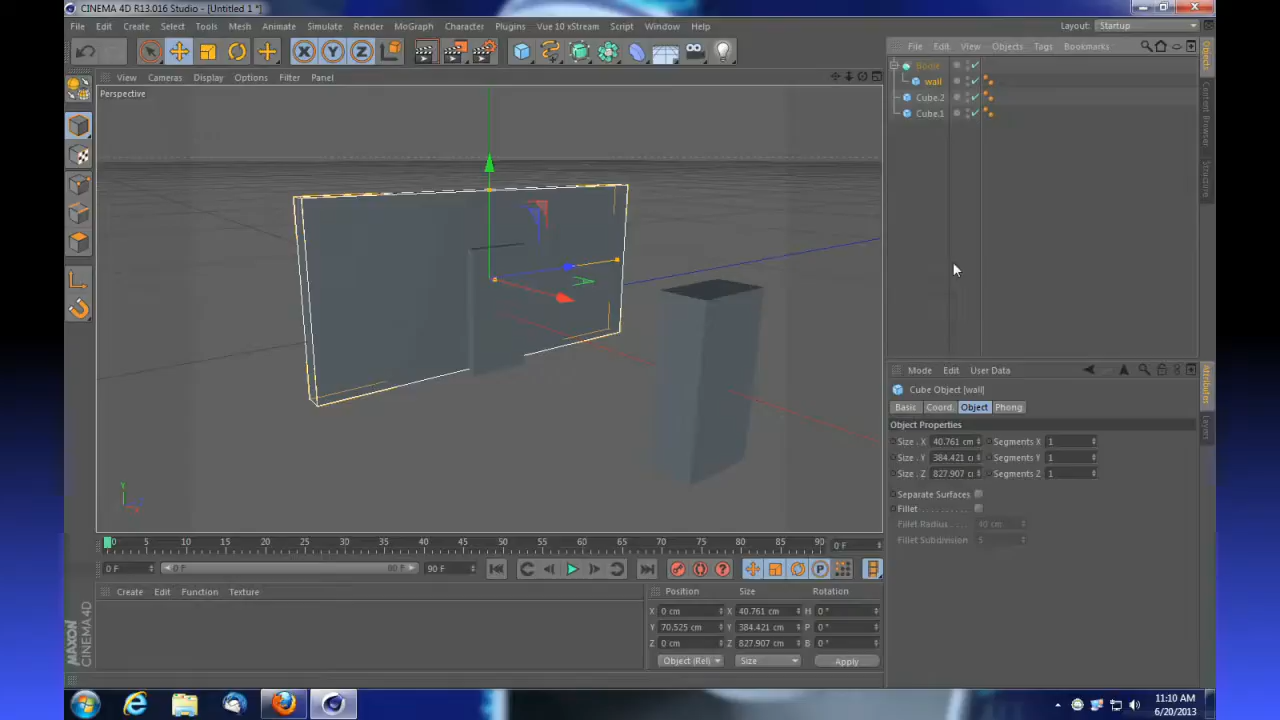 CINEMA 4D R13.016 Studio - [Untitled 1 *]
File Edit Create Select Tools Mesh Animate Simulate Render MoGraph Character Plugins Vue 10 xStream Script Window Help
Layout: Startup
File Edit View Objects Tags Bookmarks
Boole
wall
Cube.2
Cube.1
Objects
Content Browser
Structure
View Cameras Display Options Filter Panel
Perspective
X Y Z
Y
Mode Edit User Data
Attributes
Layers
Cube Object [wall]
Basic Coord. Object Phong
Object Properties
Size . X 40.761 cm Segments X 1
Size . Y 384.421 c Segments Y 1
Size . Z 827.907 c Segments Z 1
Separate Surfaces
Fillet
Fillet Radius 40 cm
Fillet Subdivision 5
0 5 10 15 20 25 30 35 40 45 50 55 60 65 70 75 80 85 90 0 F
0 F 0 F 80 F 90 F
Create Edit Function Texture
Position Size Rotation
X 0 cm X 40.761 cm H 0 °
Y 70.525 cm Y 384.421 cm P 0 °
Z 0 cm Z 827.907 cm B 0 °
Object (Rel) Size Apply
MAXON
CINEMA 4D
11:10 AM
6/20/2013